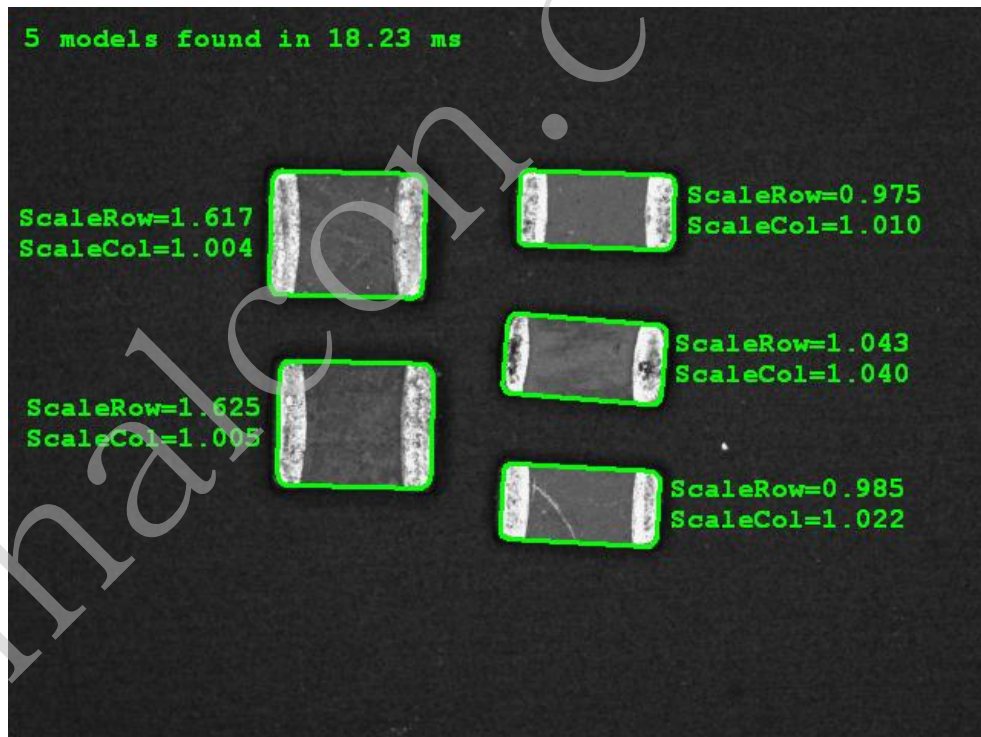 5 models found in 18.23 ms
ScaleRow=1.617
ScaleCol=1.004
ScaleRow=0.975
ScaleCol=1.010
ScaleRow=1.043
ScaleCol=1.040
ScaleRow=1.625
ScaleCol=1.005
ScaleRow=0.985
ScaleCol=1.022
malcon.c